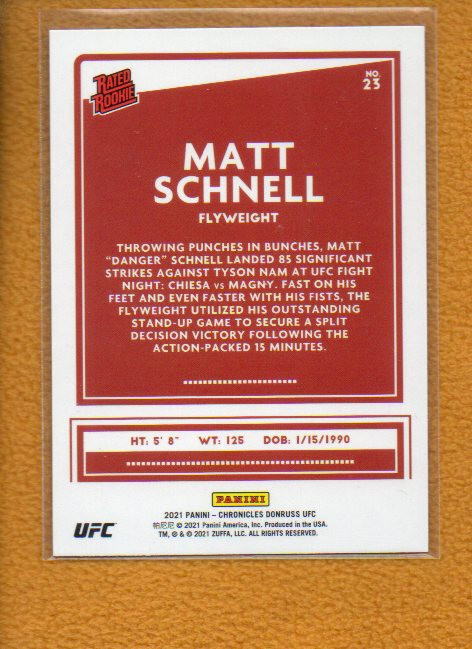 RATED
ROOKIE
NO.
23
MATT
SCHNELL
FLYWEIGHT
THROWING PUNCHES IN BUNCHES, MATT
"DANGER" SCHNELL LANDED 85 SIGNIFICANT
STRIKES AGAINST TYSON NAM AT UFC FIGHT
NIGHT: CHIESA vs MAGNY. FAST ON HIS
FEET AND EVEN FASTER WITH HIS FISTS, THE
FLYWEIGHT UTILIZED HIS OUTSTANDING
STAND-UP GAME TO SECURE A SPLIT
DECISION VICTORY FOLLOWING THE
ACTION-PACKED 15 MINUTES.
HT: 5' 8" WT: 125 DOB: 1/15/1990
PANINI
2021 PANINI – CHRONICLES DONRUSS UFC
帕尼尼 © 2021 Panini America, Inc. Produced in the USA.
TM, ® & © 2021 ZUFFA, LLC. ALL RIGHTS RESERVED.
UFC